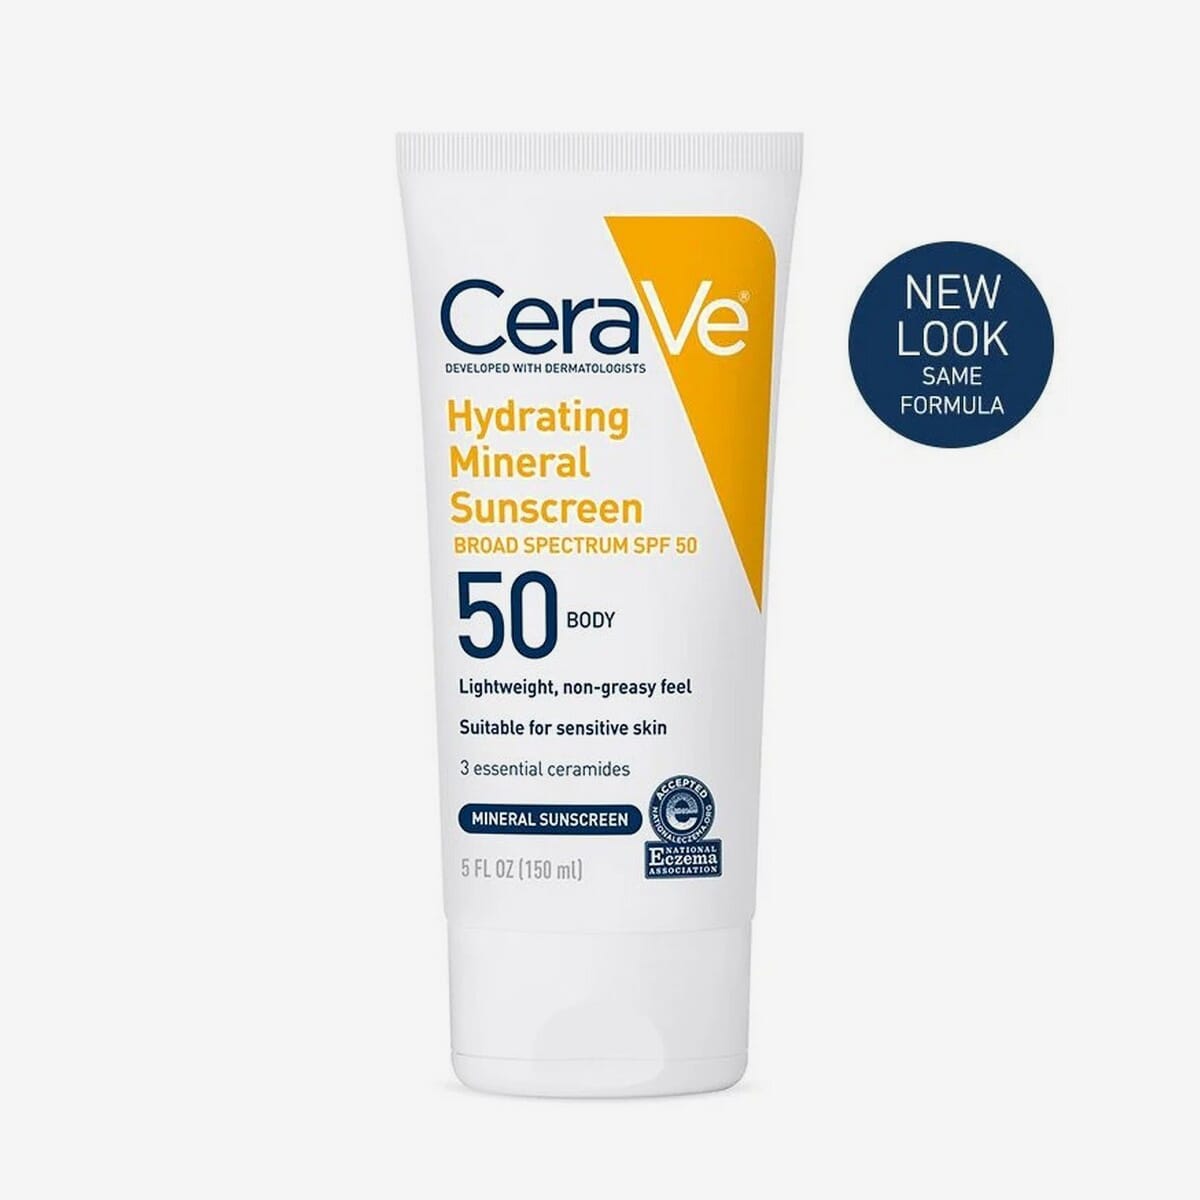 CeraVe®
DEVELOPED WITH DERMATOLOGISTS
Hydrating
Mineral
Sunscreen
BROAD SPECTRUM SPF 50
50 BODY
Lightweight, non-greasy feel
Suitable for sensitive skin
3 essential ceramides
MINERAL SUNSCREEN
5 FL OZ (150 ml)
ACCEPTED
NATIONALECZEMA.ORG
NATIONAL
Eczema
ASSOCIATION
NEW
LOOK
SAME
FORMULA